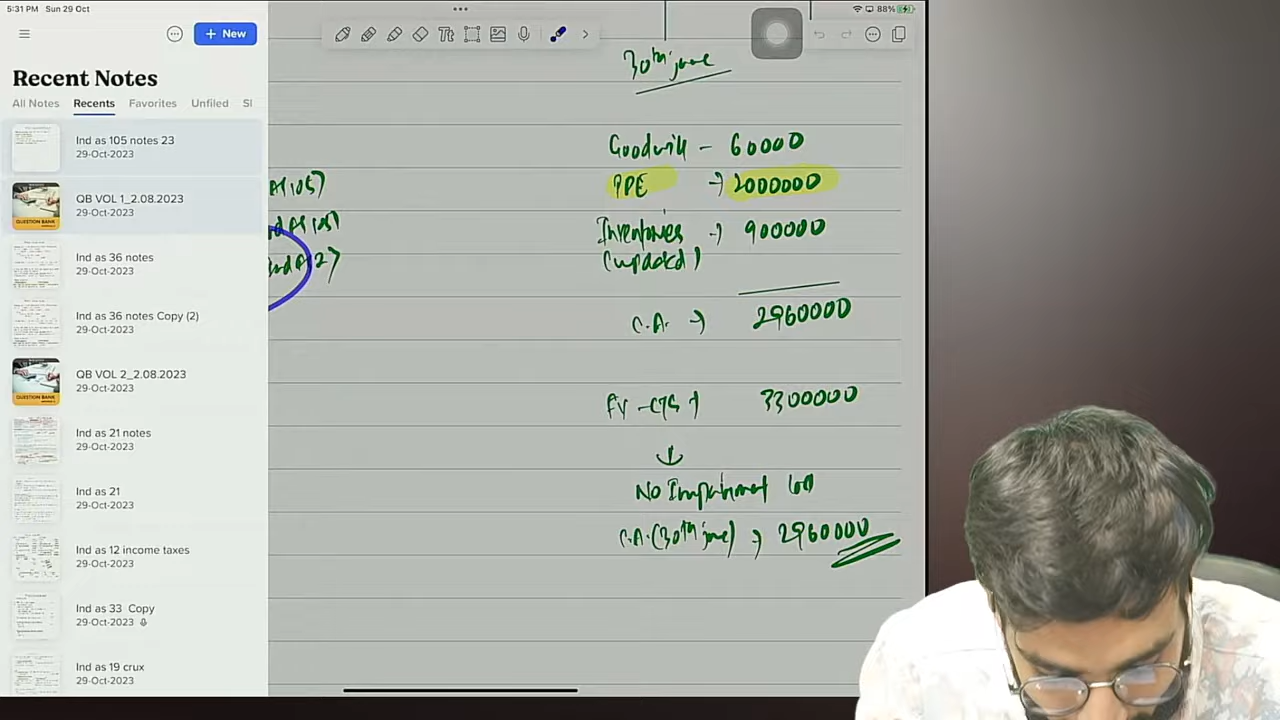 5:31 PM Sun 29 Oct
88%
New
Recent Notes
All Notes Recents Favorites Unfiled
Ind as 105 notes 23
29-Oct-2023
QB VOL 1_2.08.2023
29-Oct-2023
QUESTION BANK
Ind as 36 notes
29-Oct-2023
Ind as 36 notes Copy (2)
29-Oct-2023
QB VOL 2_2.08.2023
29-Oct-2023
QUESTION BANK
Ind as 21 notes
29-Oct-2023
Ind as 21
29-Oct-2023
Ind as 12 income taxes
29-Oct-2023
Ind as 33 Copy
29-Oct-2023
Ind as 19 crux
29-Oct-2023
30th june
Goodwill - 60000
PPE → 2000000
Inventories → 900000
(updated)
C.A. → 2960000
FV - CTS → 3300000
↓
No Impairment loss
C.A. (30th june) → 2960000